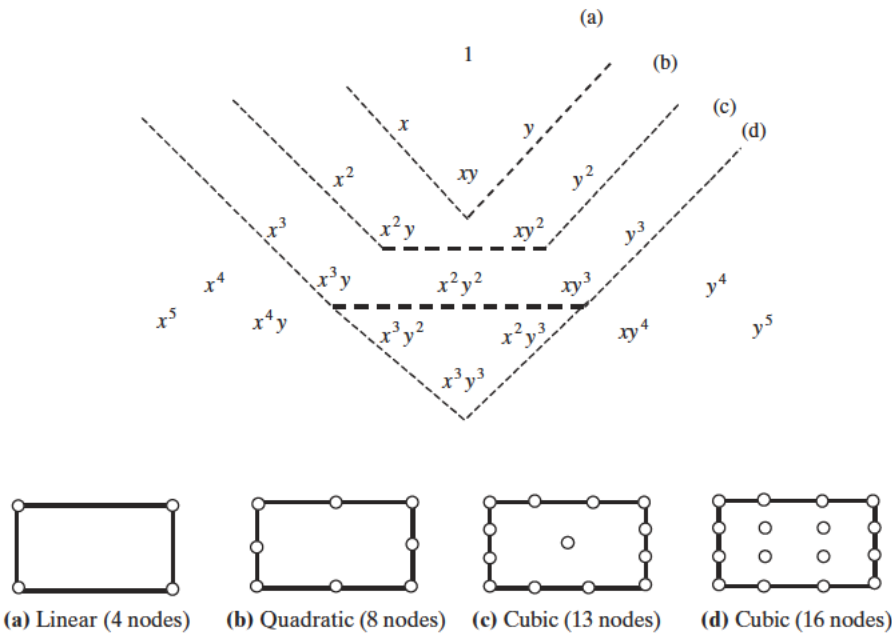 (a)
1
(b)
(c)
x y (d)
x² xy y²
x³ x²y xy² y³
x⁴ x³y x²y² xy³ y⁴
x⁵ x⁴y x³y² x²y³ xy⁴ y⁵
x³y³
(a) Linear (4 nodes) (b) Quadratic (8 nodes) (c) Cubic (13 nodes) (d) Cubic (16 nodes)